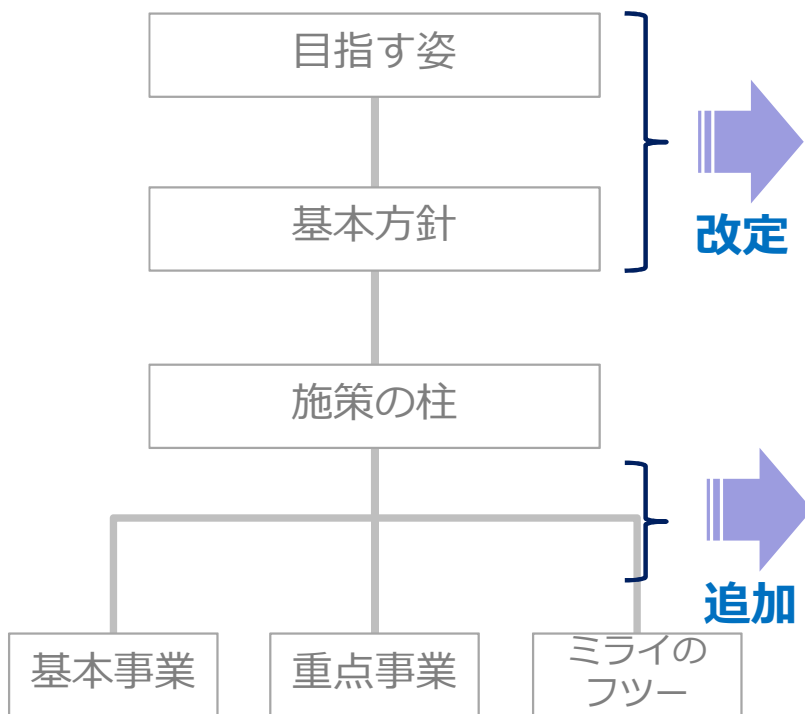 目指す姿
基本方針
改定
施策の柱
追加
基本事業
重点事業
ミライの
フツー